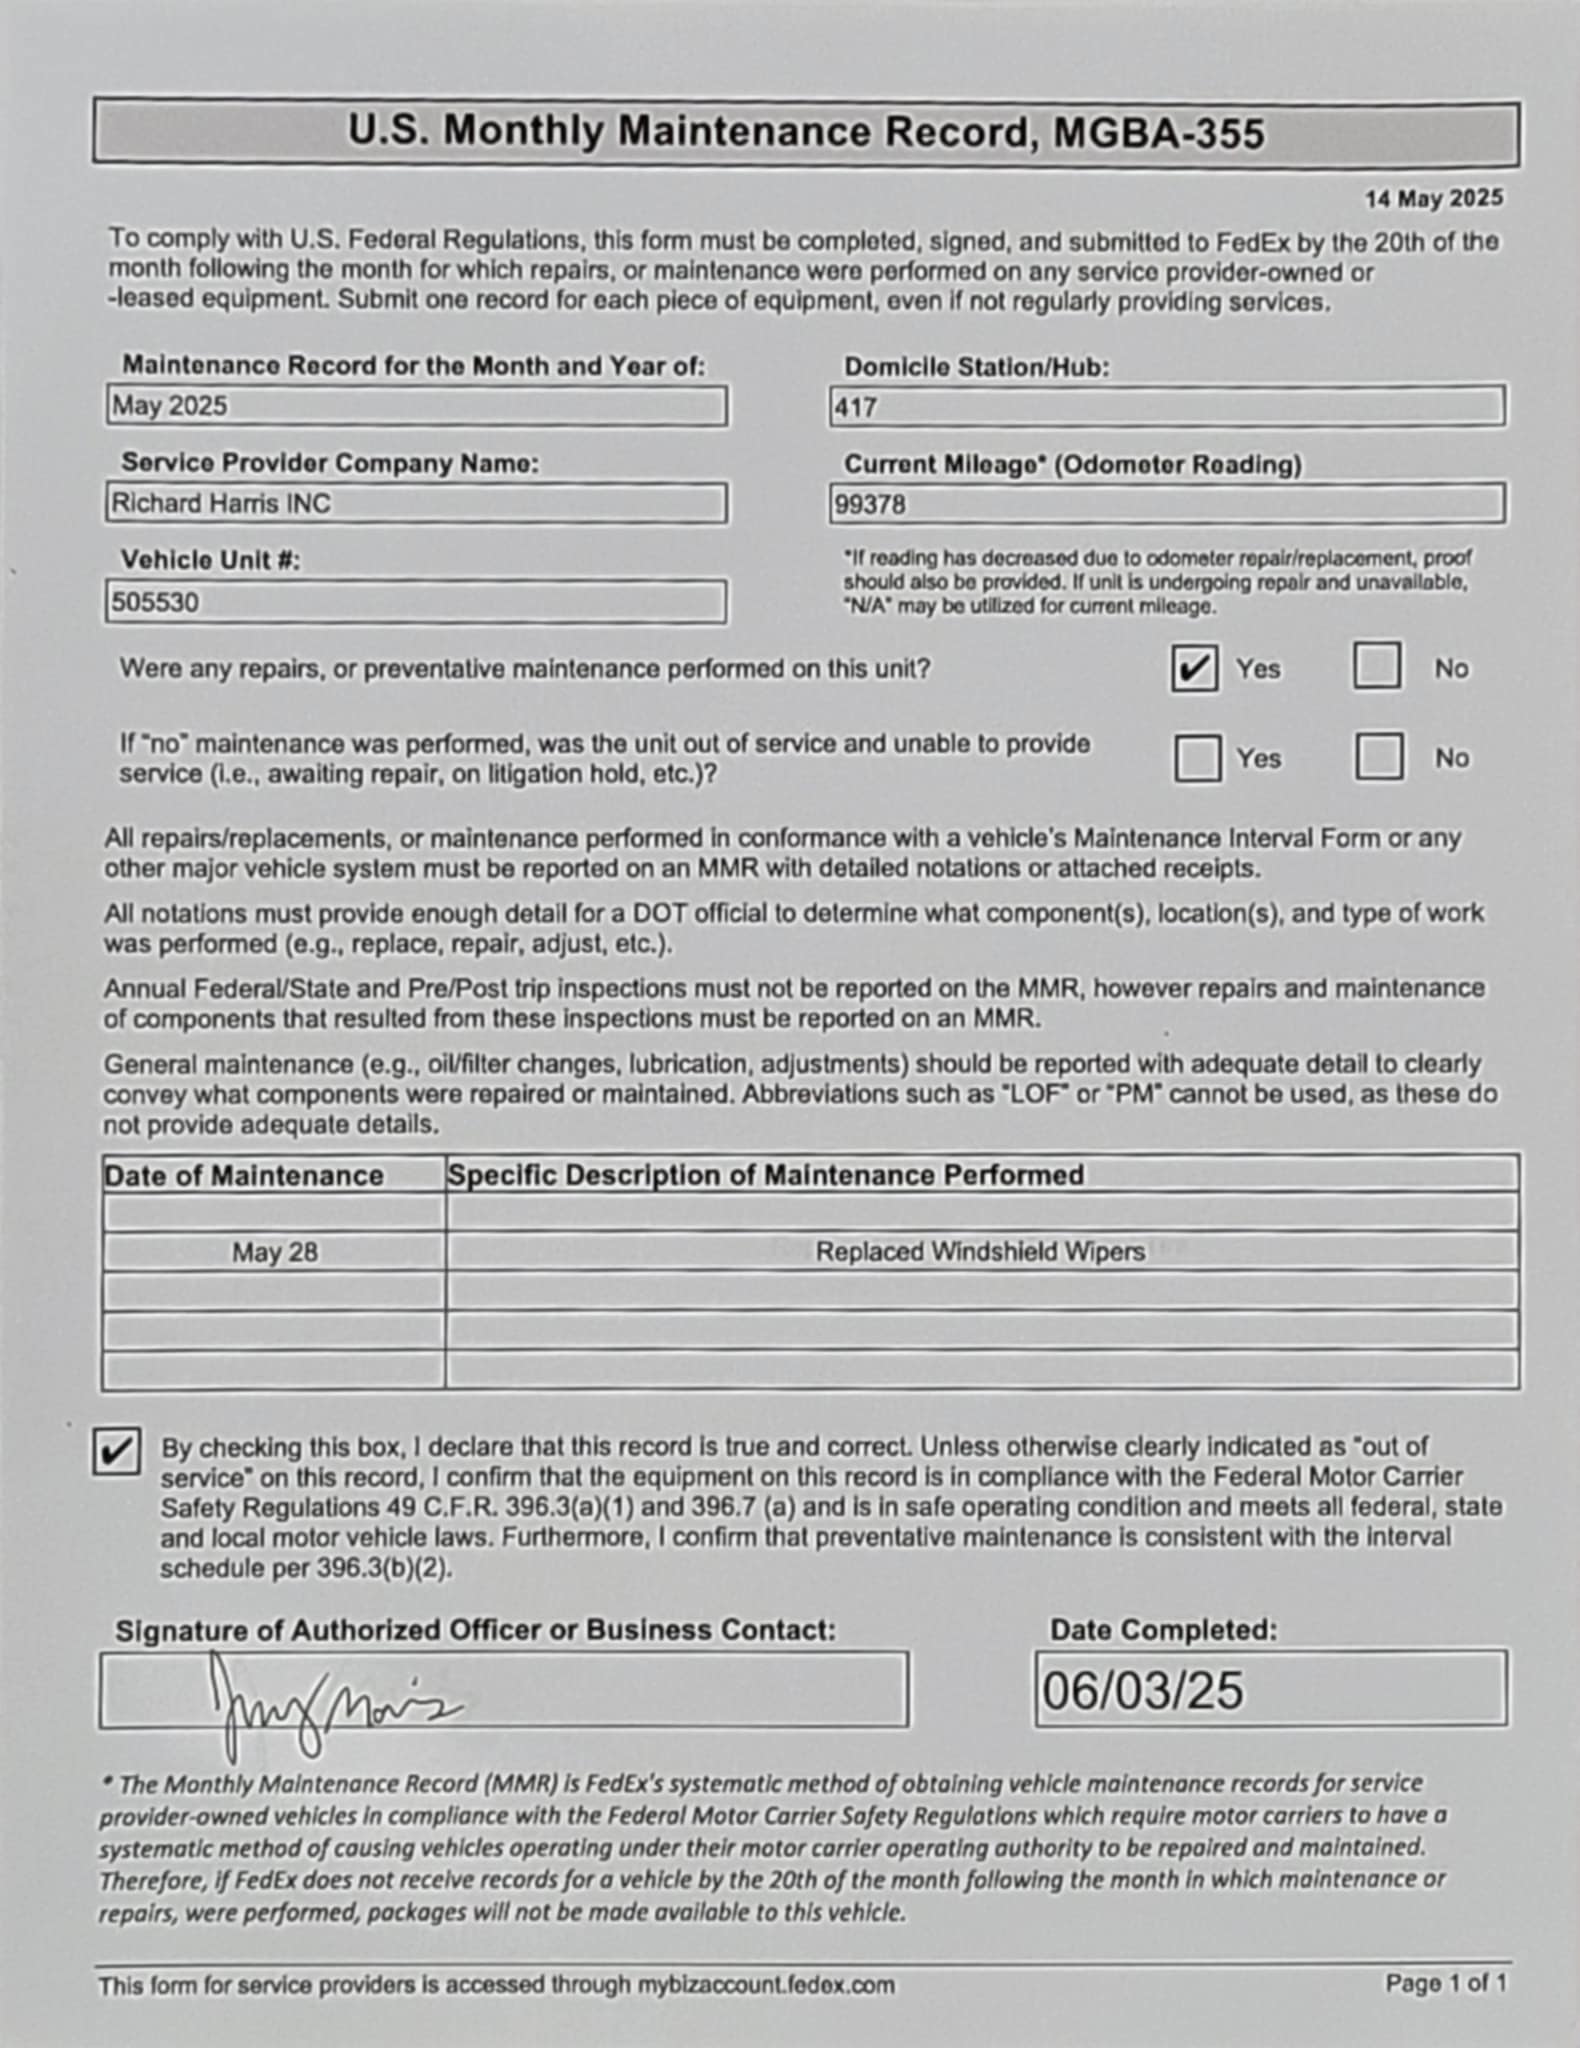 U.S. Monthly Maintenance Record, MGBA-355
14 May 2025
To comply with U.S. Federal Regulations, this form must be completed, signed, and submitted to FedEx by the 20th of the
month following the month for which repairs, or maintenance were performed on any service provider-owned or
-leased equipment. Submit one record for each piece of equipment, even if not regularly providing services.
Maintenance Record for the Month and Year of:
May 2025
Domicile Station/Hub:
417
Service Provider Company Name:
Richard Harris INC
Current Mileage* (Odometer Reading)
99378
Vehicle Unit #:
505530
*If reading has decreased due to odometer repair/replacement, proof
should also be provided. If unit is undergoing repair and unavailable,
"N/A" may be utilized for current mileage.
Were any repairs, or preventative maintenance performed on this unit? ✔ Yes No
If "no" maintenance was performed, was the unit out of service and unable to provide
service (i.e., awaiting repair, on litigation hold, etc.)? Yes No
All repairs/replacements, or maintenance performed in conformance with a vehicle's Maintenance Interval Form or any
other major vehicle system must be reported on an MMR with detailed notations or attached receipts.
All notations must provide enough detail for a DOT official to determine what component(s), location(s), and type of work
was performed (e.g., replace, repair, adjust, etc.).
Annual Federal/State and Pre/Post trip inspections must not be reported on the MMR, however repairs and maintenance
of components that resulted from these inspections must be reported on an MMR.
General maintenance (e.g., oil/filter changes, lubrication, adjustments) should be reported with adequate detail to clearly
convey what components were repaired or maintained. Abbreviations such as "LOF" or "PM" cannot be used, as these do
not provide adequate details.
Date of Maintenance Specific Description of Maintenance Performed
May 28 Replaced Windshield Wipers
✔ By checking this box, I declare that this record is true and correct. Unless otherwise clearly indicated as "out of
service" on this record, I confirm that the equipment on this record is in compliance with the Federal Motor Carrier
Safety Regulations 49 C.F.R. 396.3(a)(1) and 396.7 (a) and is in safe operating condition and meets all federal, state
and local motor vehicle laws. Furthermore, I confirm that preventative maintenance is consistent with the interval
schedule per 396.3(b)(2).
Signature of Authorized Officer or Business Contact:
Date Completed:
06/03/25
* The Monthly Maintenance Record (MMR) is FedEx's systematic method of obtaining vehicle maintenance records for service
provider-owned vehicles in compliance with the Federal Motor Carrier Safety Regulations which require motor carriers to have a
systematic method of causing vehicles operating under their motor carrier operating authority to be repaired and maintained.
Therefore, if FedEx does not receive records for a vehicle by the 20th of the month following the month in which maintenance or
repairs, were performed, packages will not be made available to this vehicle.
This form for service providers is accessed through mybizaccount.fedex.com
Page 1 of 1